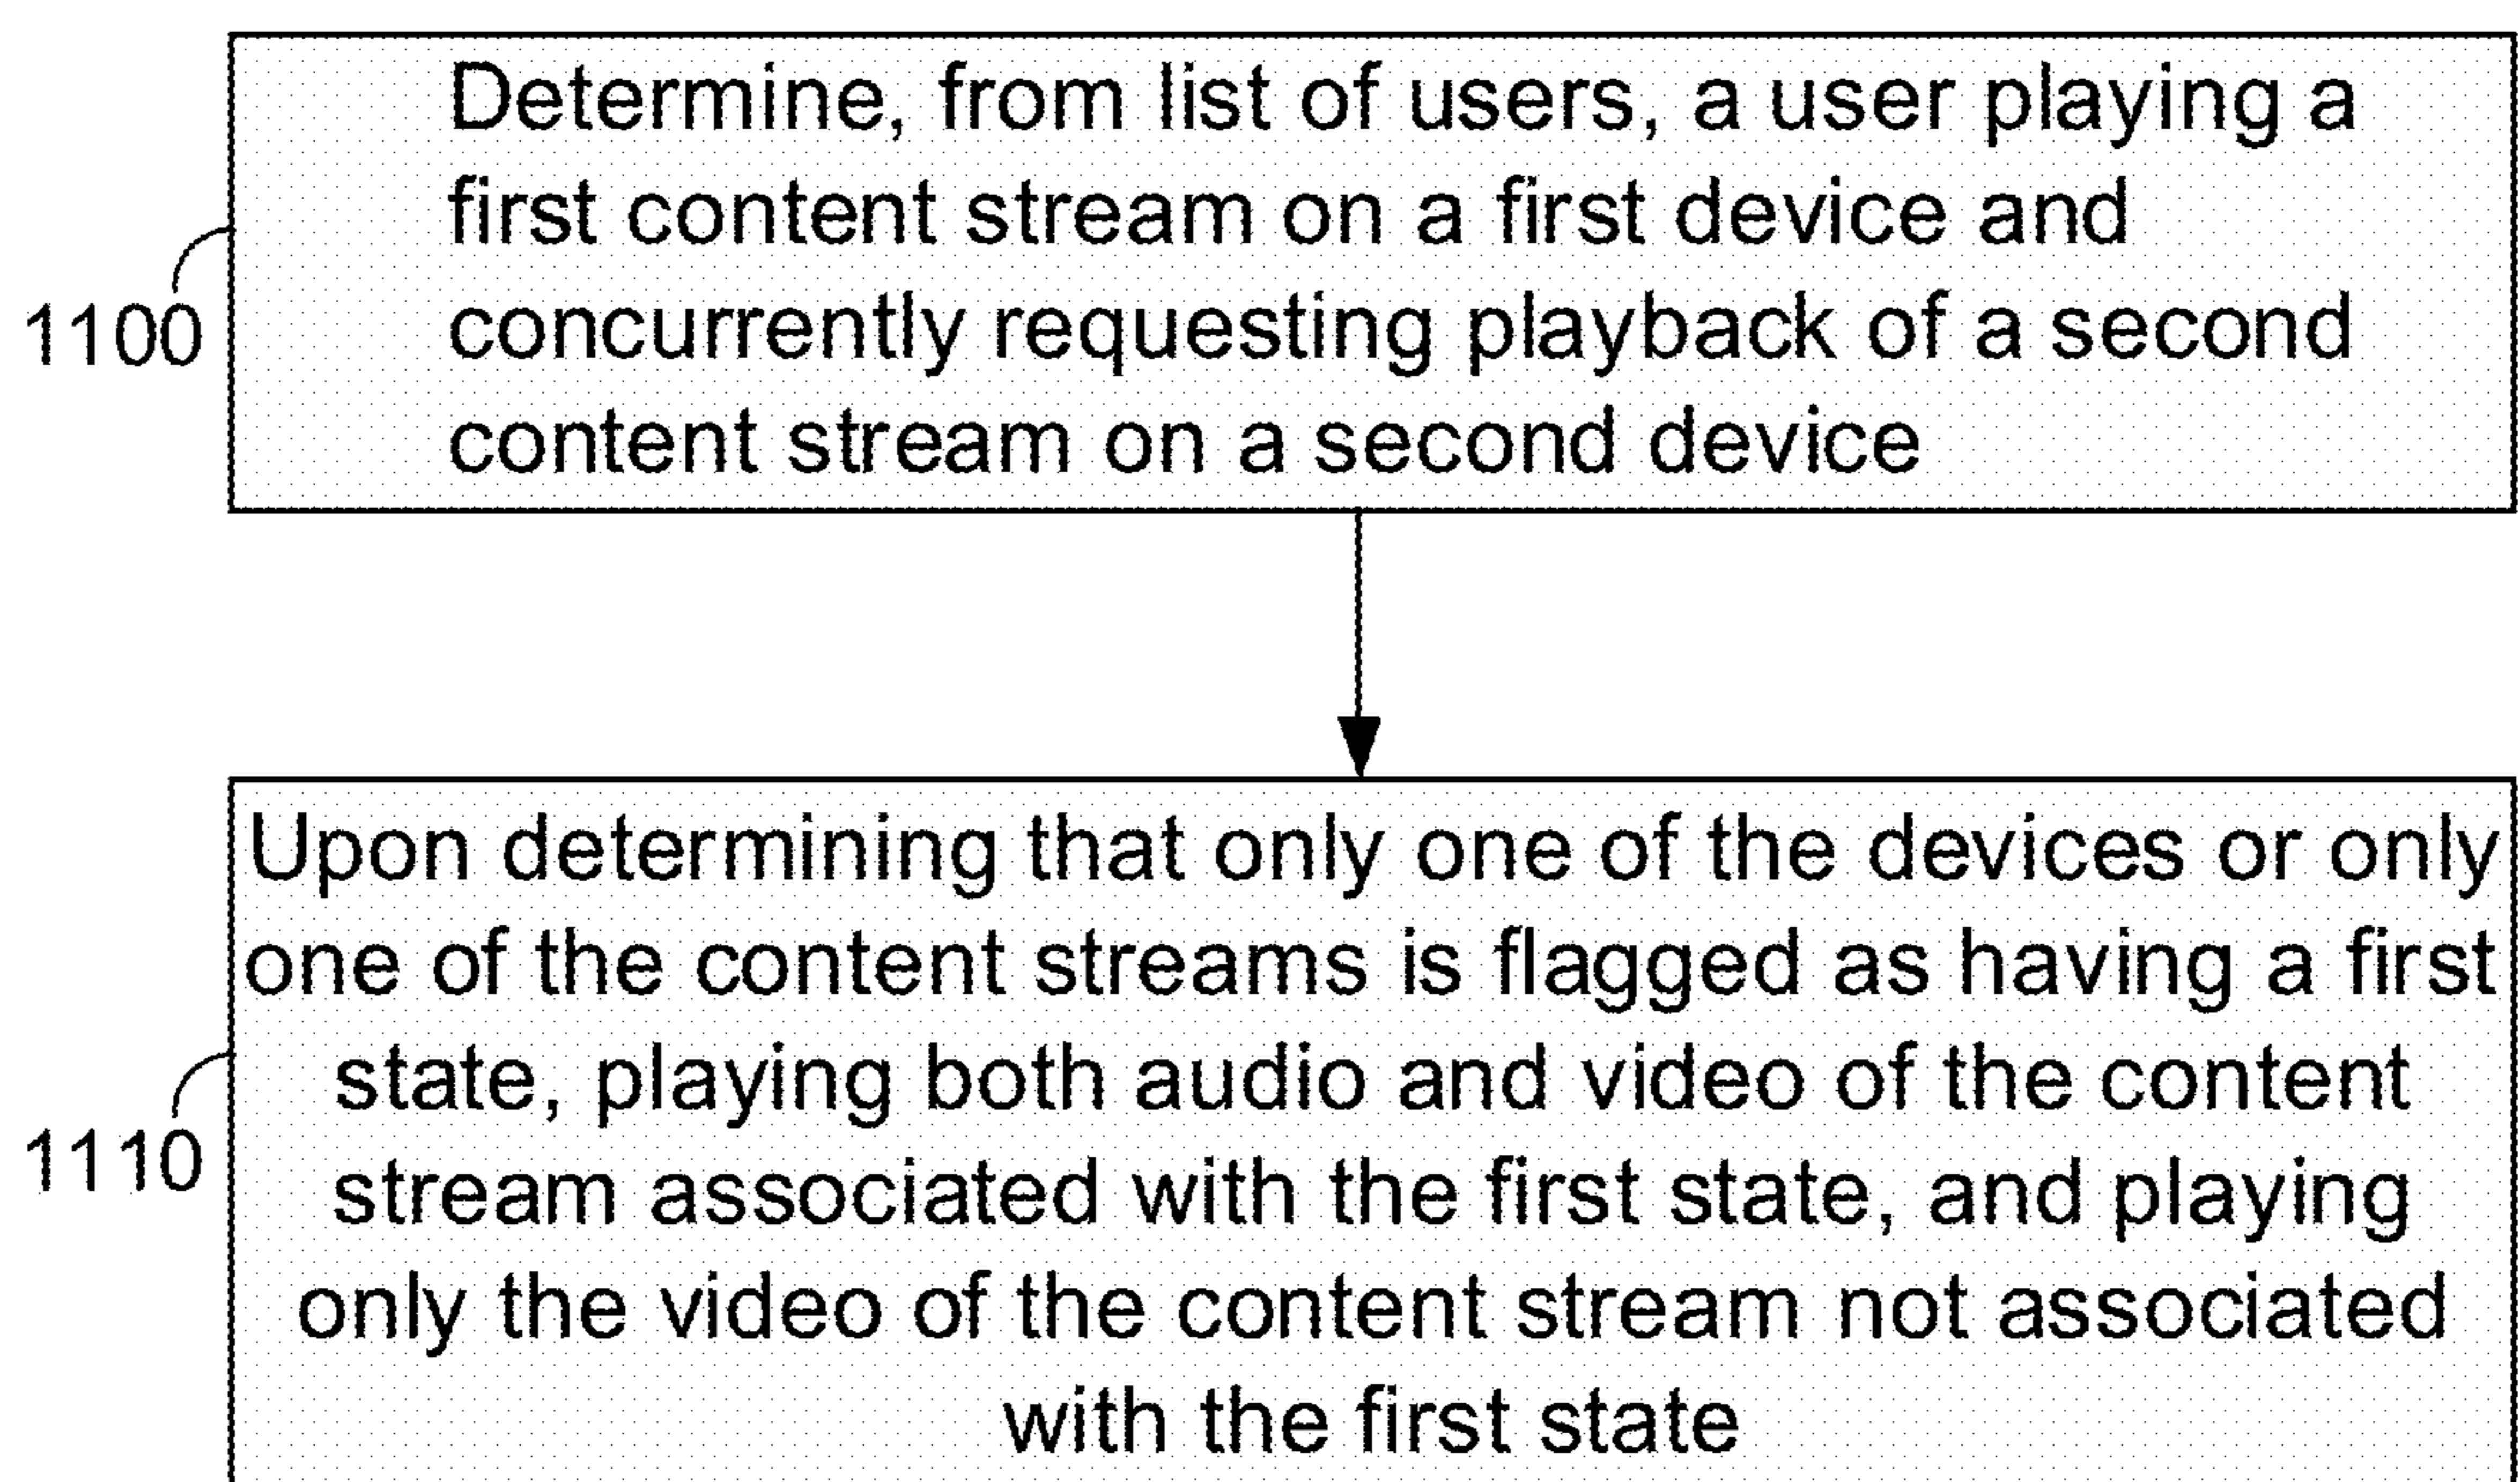 Determine, from list of users, a user playing a
first content stream on a first device and
concurrently requesting playback of a second
content stream on a second device
1100
Upon determining that only one of the devices or only
one of the content streams is flagged as having a first
state, playing both audio and video of the content
stream associated with the first state, and playing
only the video of the content stream not associated
with the first state
1110